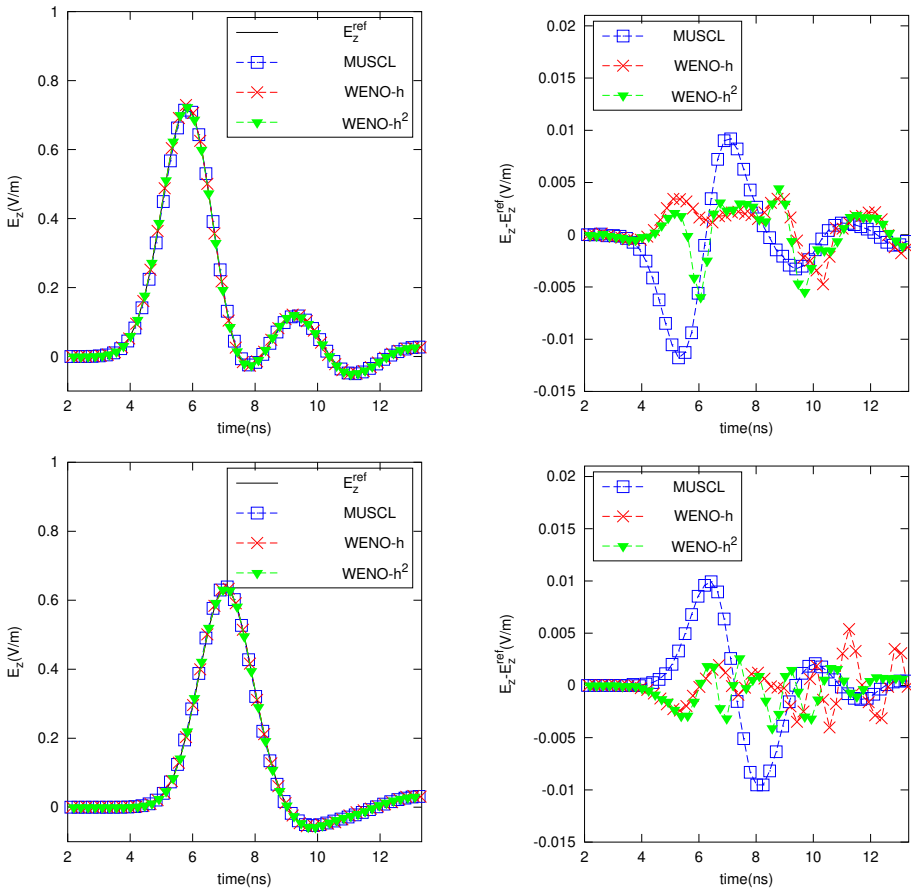 1
0.8
0.6
0.4
0.2
0
E_z(V/m)
2 4 6 8 10 12
time(ns)
E_z^ref
MUSCL
WENO-h
WENO-h²
0.02
0.015
0.01
0.005
0
-0.005
-0.01
-0.015
E_z-E_z^ref(V/m)
2 4 6 8 10 12
time(ns)
MUSCL
WENO-h
WENO-h²
1
0.8
0.6
0.4
0.2
0
E_z(V/m)
2 4 6 8 10 12
time(ns)
E_z^ref
MUSCL
WENO-h
WENO-h²
0.02
0.015
0.01
0.005
0
-0.005
-0.01
-0.015
E_z-E_z^ref(V/m)
2 4 6 8 10 12
time(ns)
MUSCL
WENO-h
WENO-h²